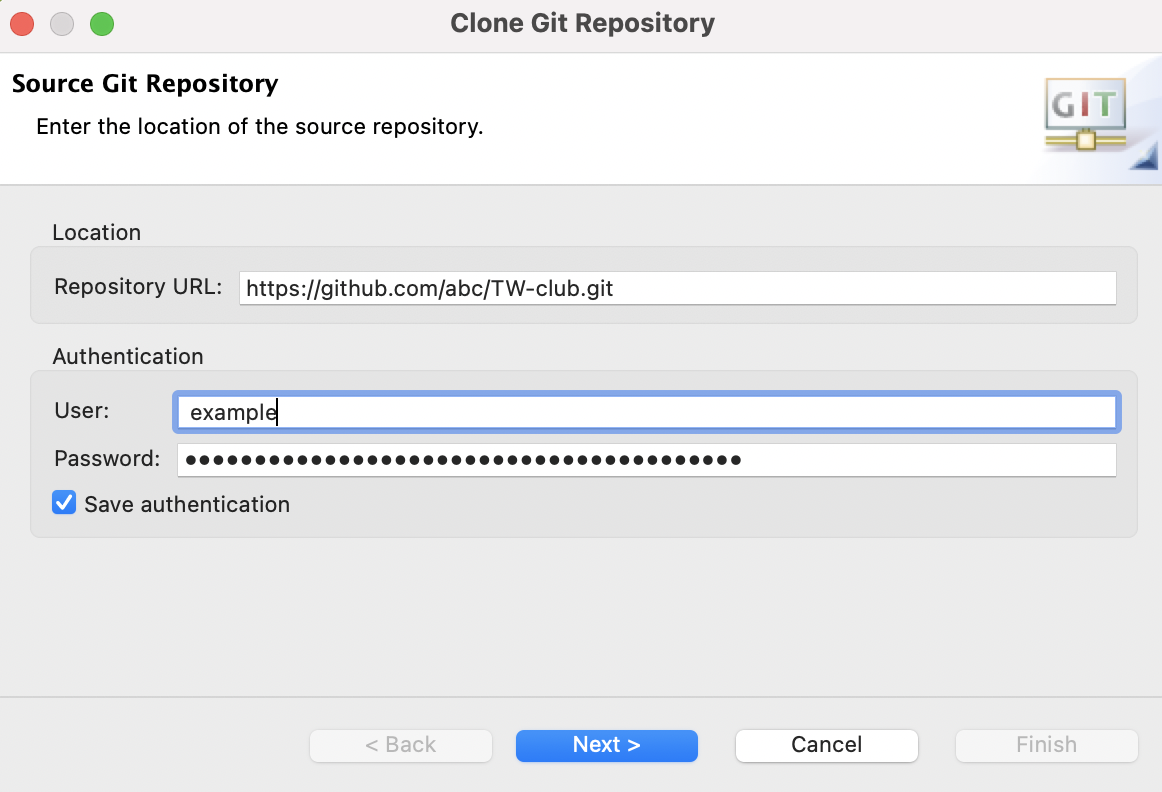 Clone Git Repository
Source Git Repository
Enter the location of the source repository.
GIT
Location
Repository URL: https://github.com/abc/TW-club.git
Authentication
User: example
Password: ●●●●●●●●●●●●●●●●●●●●●●●●●●●●●●●●●●●●●●●●
Save authentication
< Back Next > Cancel Finish